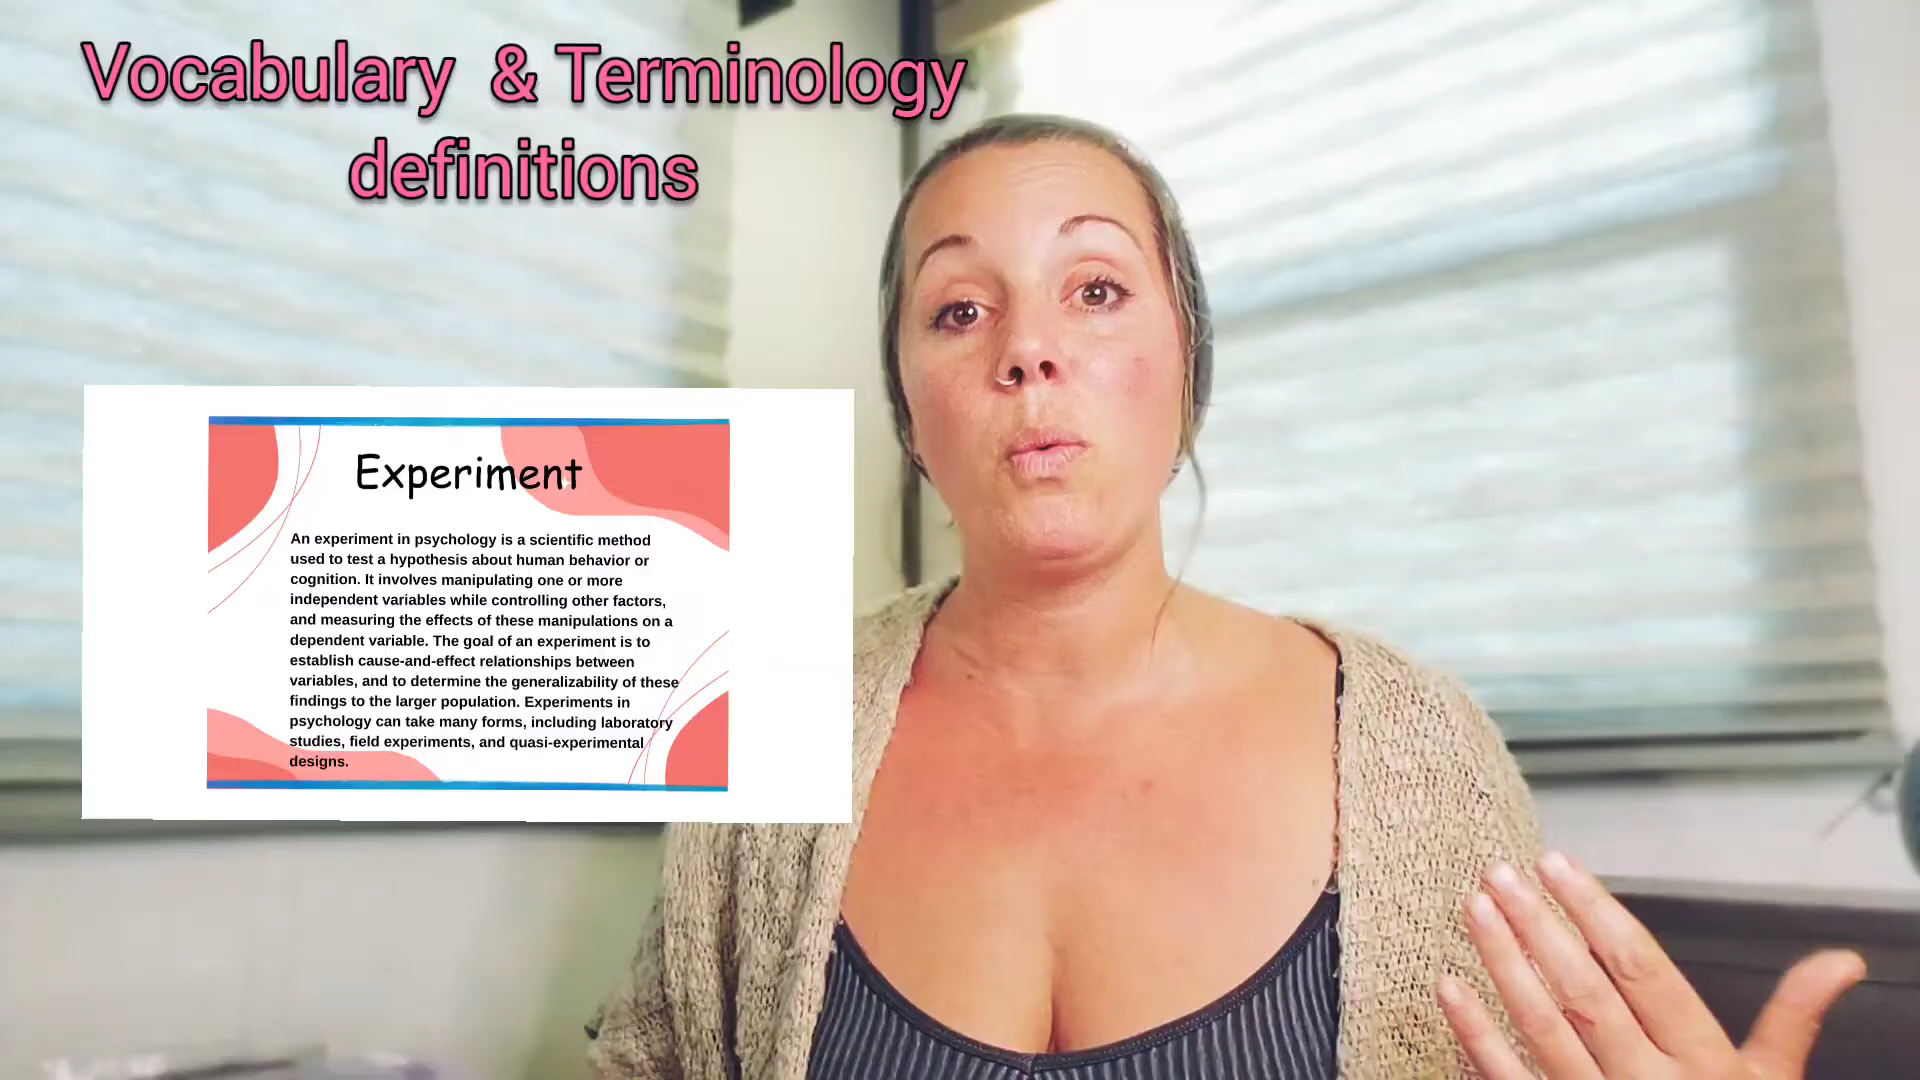 Vocabulary & Terminology
definitions
Experiment
An experiment in psychology is a scientific method
used to test a hypothesis about human behavior or
cognition. It involves manipulating one or more
independent variables while controlling other factors,
and measuring the effects of these manipulations on a
dependent variable. The goal of an experiment is to
establish cause-and-effect relationships between
variables, and to determine the generalizability of these
findings to the larger population. Experiments in
psychology can take many forms, including laboratory
studies, field experiments, and quasi-experimental
designs.